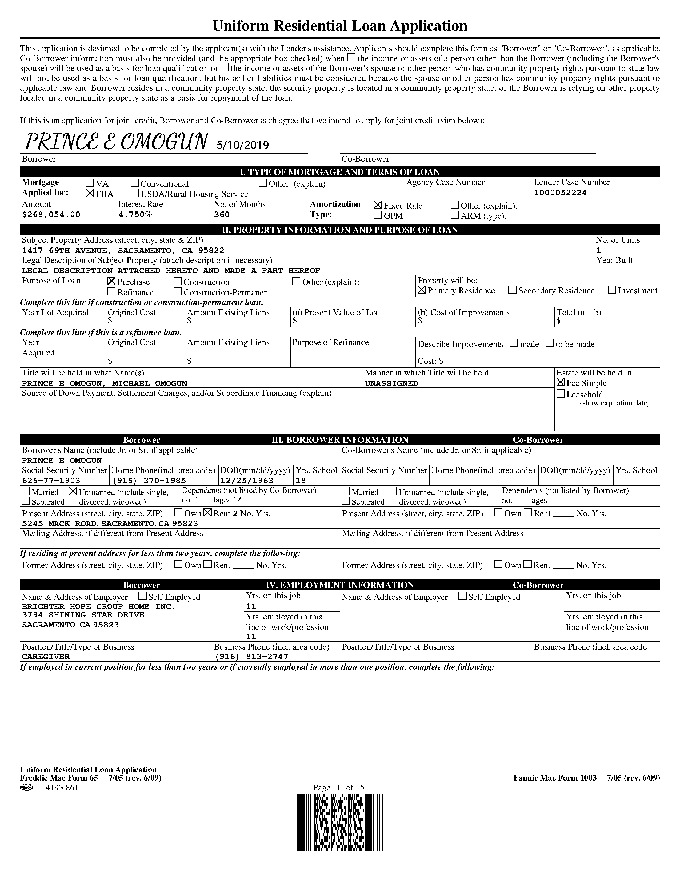 Uniform Residential Loan Application
This application is designed to be completed by the applicant(s) with the Lender's assistance. Applicants should complete this form as "Borrower" or "Co-Borrower", as applicable.
Co-Borrower information must also be provided (and the appropriate box checked) when the income or assets of a person other than the Borrower (including the Borrower's
spouse) will be used as a basis for loan qualification or the income or assets of the Borrower's spouse or other person who has community property rights pursuant to state law
will not be used as a basis for loan qualification, but his or her liabilities must be considered because the spouse or other person has community property rights pursuant to
applicable law and Borrower resides in a community property state, the security property is located in a community property state, or the Borrower is relying on other property
located in a community property state as a basis for repayment of the loan.
If this is an application for joint credit, Borrower and Co-Borrower each agree that we intend to apply for joint credit (sign below):
PRINCE E OMOGUN 5/10/2019
Borrower Co-Borrower
I. TYPE OF MORTGAGE AND TERMS OF LOAN
Mortgage VA Conventional Other (explain) Agency Case Number Lender Case Number
Applied for: FHA USDA/Rural Housing Service 1000052224
Amount Interest Rate No. of Months Amortization Fixed Rate Other (explain):
$268,054.00 4.750% 360 Type: GPM ARM (type):
II. PROPERTY INFORMATION AND PURPOSE OF LOAN
Subject Property Address (street, city, state & ZIP) No. of Units
1417 69TH AVENUE, SACRAMENTO, CA 95822 1
Legal Description of Subject Property (attach description if necessary) Year Built
LEGAL DESCRIPTION ATTACHED HERETO AND MADE A PART HEREOF
Purpose of Loan Purchase Construction Other (explain): Property will be:
Refinance Construction-Permanent Primary Residence Secondary Residence Investment
Complete this line if construction or construction-permanent loan.
Year Lot Acquired Original Cost Amount Existing Liens (a) Present Value of Lot (b) Cost of Improvements
$ $ $ $ $
Complete this line if this is a refinance loan.
Year Original Cost Amount Existing Liens Purpose of Refinance Describe Improvements made to be made
Acquired
$ $ Cost: $
Title will be held in what Name(s) Manner in which Title will be held Estate will be held in
PRINCE E OMOGUN, MICHAEL OMOGUN UNASSIGNED Fee Simple
Source of Down Payment, Settlement Charges, and/or Subordinate Financing (explain) Leasehold
(show expiration date)
Borrower III. BORROWER INFORMATION Co-Borrower
Borrower's Name (include Jr. or Sr. if applicable) Co-Borrower's Name (include Jr. or Sr. if applicable)
PRINCE E OMOGUN
Social Security Number Home Phone (incl. area code) DOB (mm/dd/yyyy) Yrs. School Social Security Number Home Phone (incl. area code) DOB (mm/dd/yyyy) Yrs. School
626-77-1903 (916) 370-1985 12/25/1963 18
Married Unmarried (include single, Dependents (not listed by Co-Borrower) Married Unmarried (include single, Dependents (not listed by Borrower)
Separated divorced, widowed) no. ages Separated divorced, widowed) no. ages
Present Address (street, city, state, ZIP) Own Rent 2 No. Yrs. Present Address (street, city, state, ZIP) Own Rent No. Yrs.
5245 MACK ROAD, SACRAMENTO, CA 95823
Mailing Address, if different from Present Address Mailing Address, if different from Present Address
If residing at present address for less than two years, complete the following:
Former Address (street, city, state, ZIP) Own Rent No. Yrs. Former Address (street, city, state, ZIP) Own Rent No. Yrs.
Borrower IV. EMPLOYMENT INFORMATION Co-Borrower
Name & Address of Employer Self Employed Yrs. on this job Name & Address of Employer Self Employed Yrs. on this job
BRIGHTER HOPE GROUP HOME INC. 11
3794 SHINING STAR DRIVE Yrs. employed in this Yrs. employed in this
SACRAMENTO CA 95823 line of work/profession line of work/profession
11
Position/Title/Type of Business Business Phone (incl. area code) Position/Title/Type of Business Business Phone (incl. area code
CAREGIVER (916) 813-2747
If employed in current position for less than two years or if currently employed in more than one position, complete the following:
Uniform Residential Loan Application
Freddie Mac Form 65 7/05 (rev. 6/09) Fannie Mae Form 1003 7/05 (rev. 6/09)
Page 1 of 5